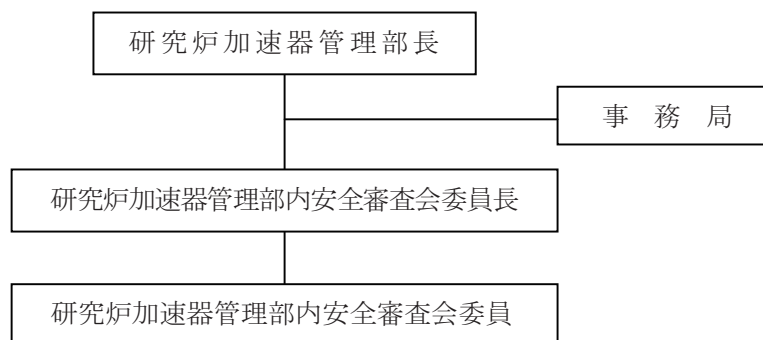 研究炉加速器管理部長
事務局
研究炉加速器管理部内安全審査会委員長
研究炉加速器管理部内安全審査会委員